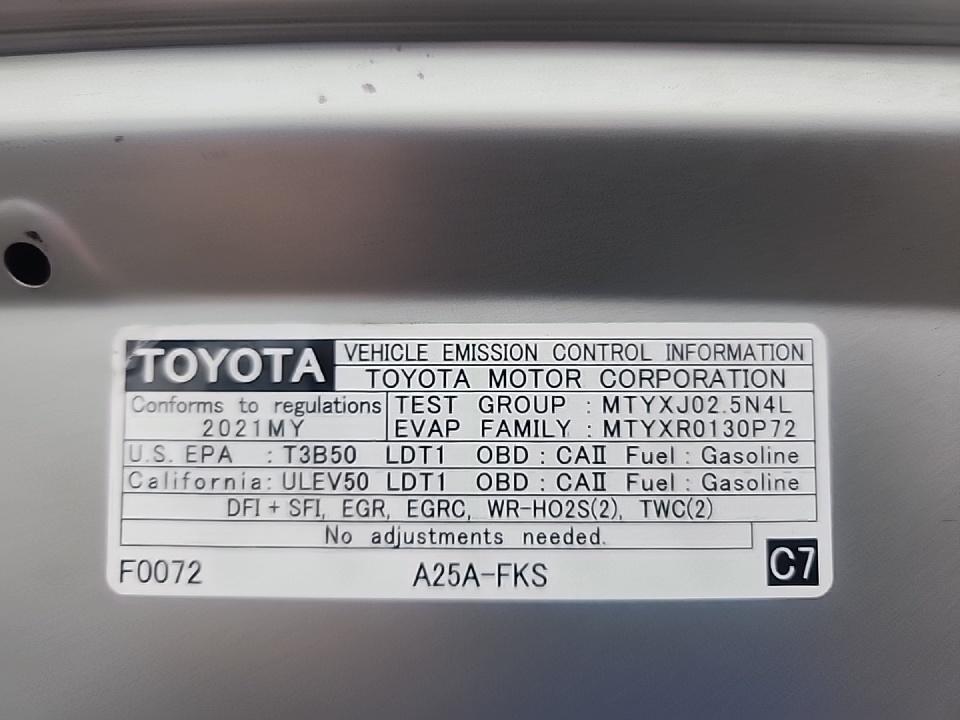 TOYOTA VEHICLE EMISSION CONTROL INFORMATION
TOYOTA MOTOR CORPORATION
Conforms to regulations TEST GROUP : MTYXJ02.5N4L
2021MY EVAP FAMILY : MTYXR0130P72
U.S. EPA : T3B50 LDT1 OBD : CAII Fuel : Gasoline
California: ULEV50 LDT1 OBD : CAII Fuel : Gasoline
DFI + SFI, EGR, EGRC, WR-HO2S(2), TWC(2)
No adjustments needed.
F0072 A25A-FKS C7